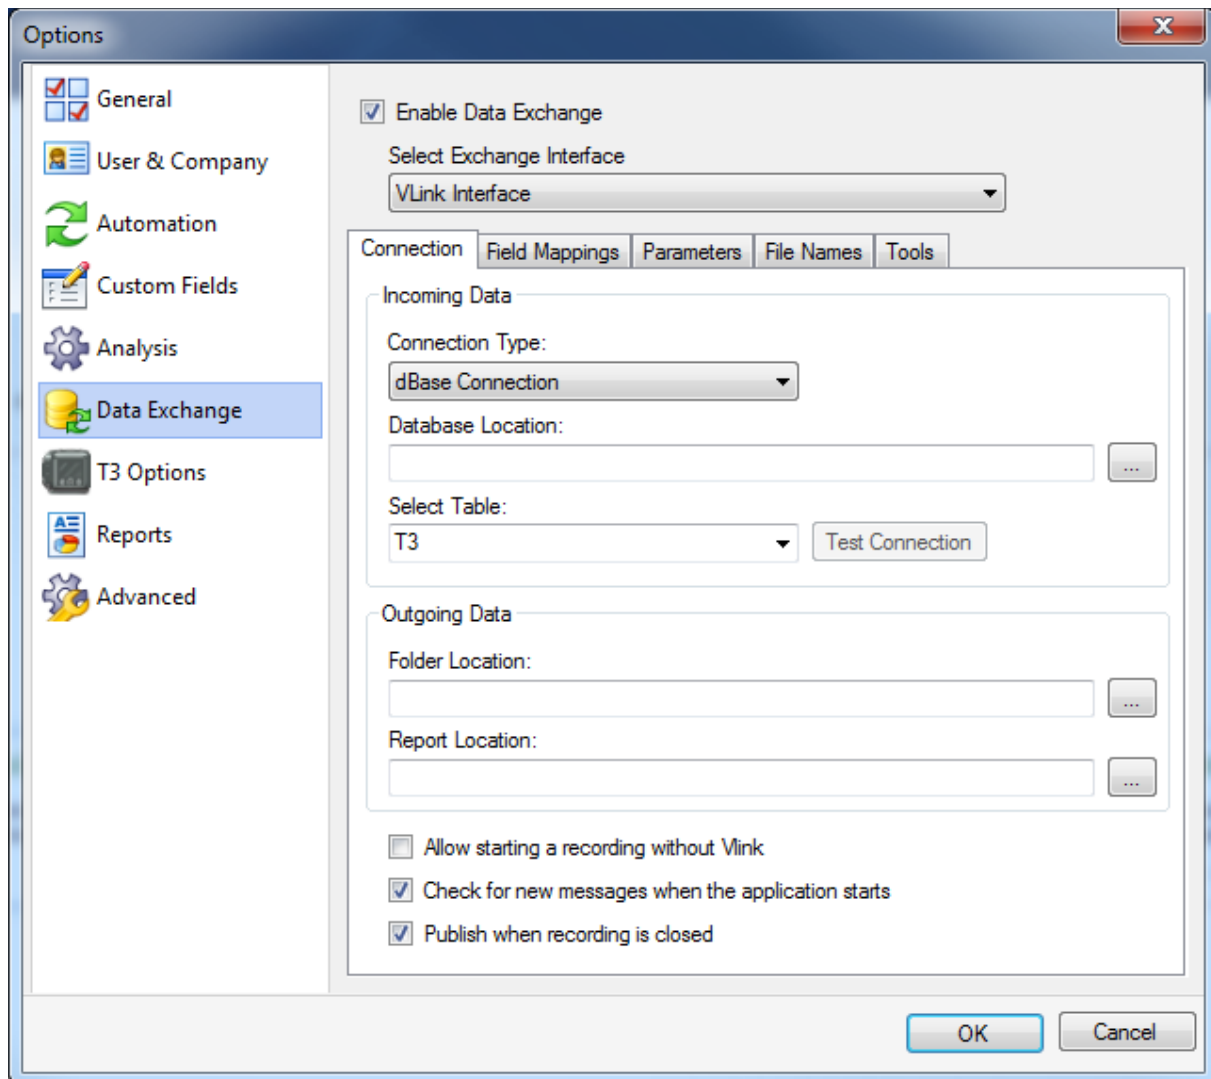 Options
x
General
User & Company
Automation
Custom Fields
Analysis
Data Exchange
T3 Options
Reports
Advanced
Enable Data Exchange
Select Exchange Interface
VLink Interface
Connection Field Mappings Parameters File Names Tools
Incoming Data
Connection Type:
dBase Connection
Database Location:
...
Select Table:
T3 Test Connection
Outgoing Data
Folder Location:
...
Report Location:
...
Allow starting a recording without Vlink
Check for new messages when the application starts
Publish when recording is closed
OK Cancel